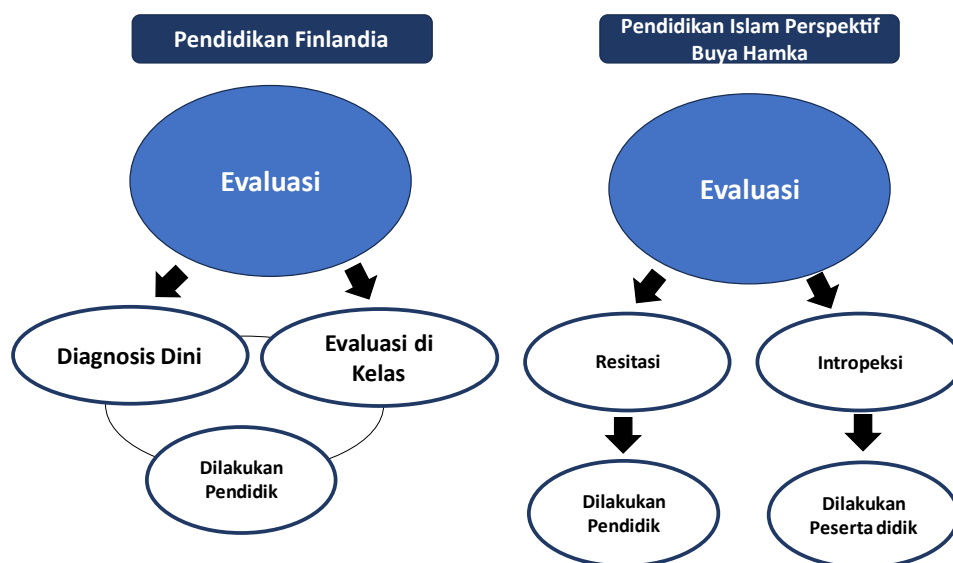 Pendidikan Finlandia
Evaluasi
Diagnosis Dini
Evaluasi di
Kelas
Dilakukan
Pendidik
Pendidikan Islam Perspektif
Buya Hamka
Evaluasi
Resitasi
Intropeksi
Dilakukan
Pendidik
Dilakukan
Peserta didik